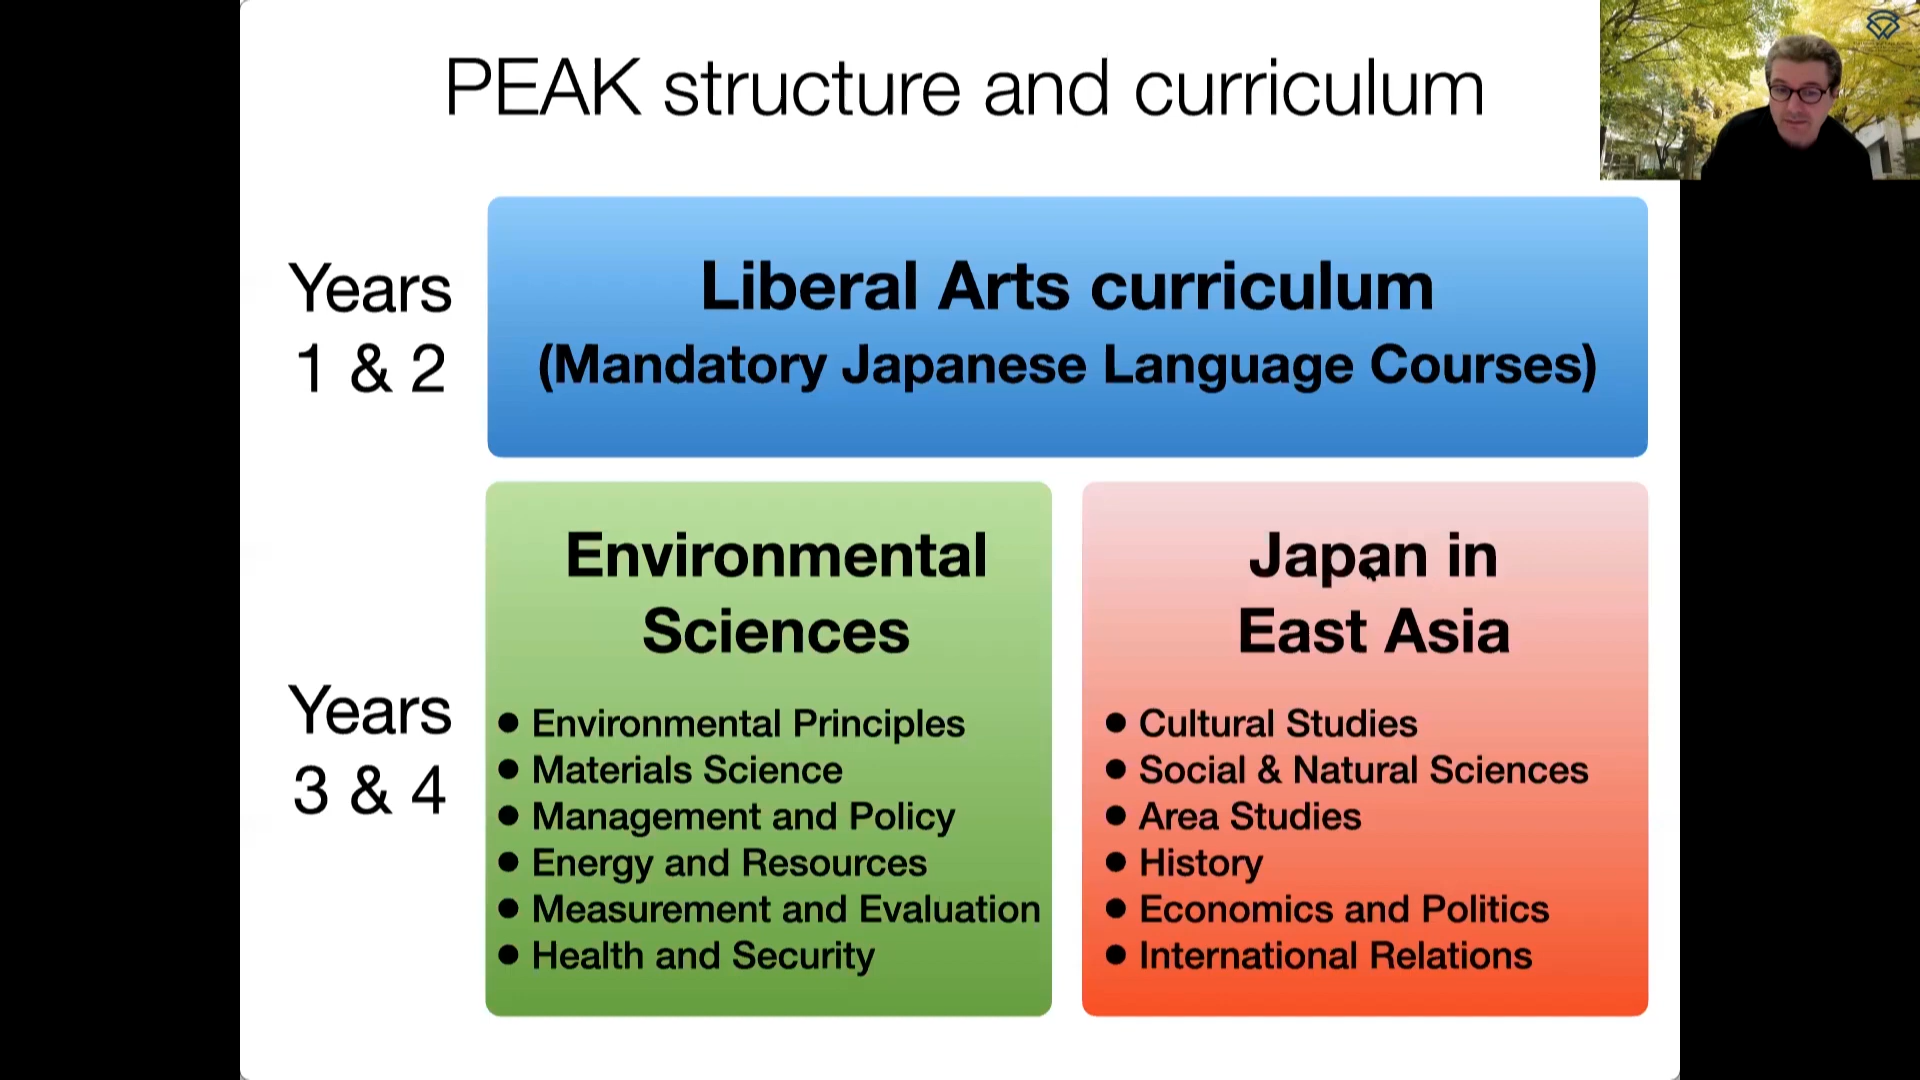 PEAK structure and curriculum
Years
1 & 2
Liberal Arts curriculum
(Mandatory Japanese Language Courses)
Years
3 & 4
Environmental
Sciences
● Environmental Principles
● Materials Science
● Management and Policy
● Energy and Resources
● Measurement and Evaluation
● Health and Security
Japan in
East Asia
● Cultural Studies
● Social & Natural Sciences
● Area Studies
● History
● Economics and Politics
● International Relations